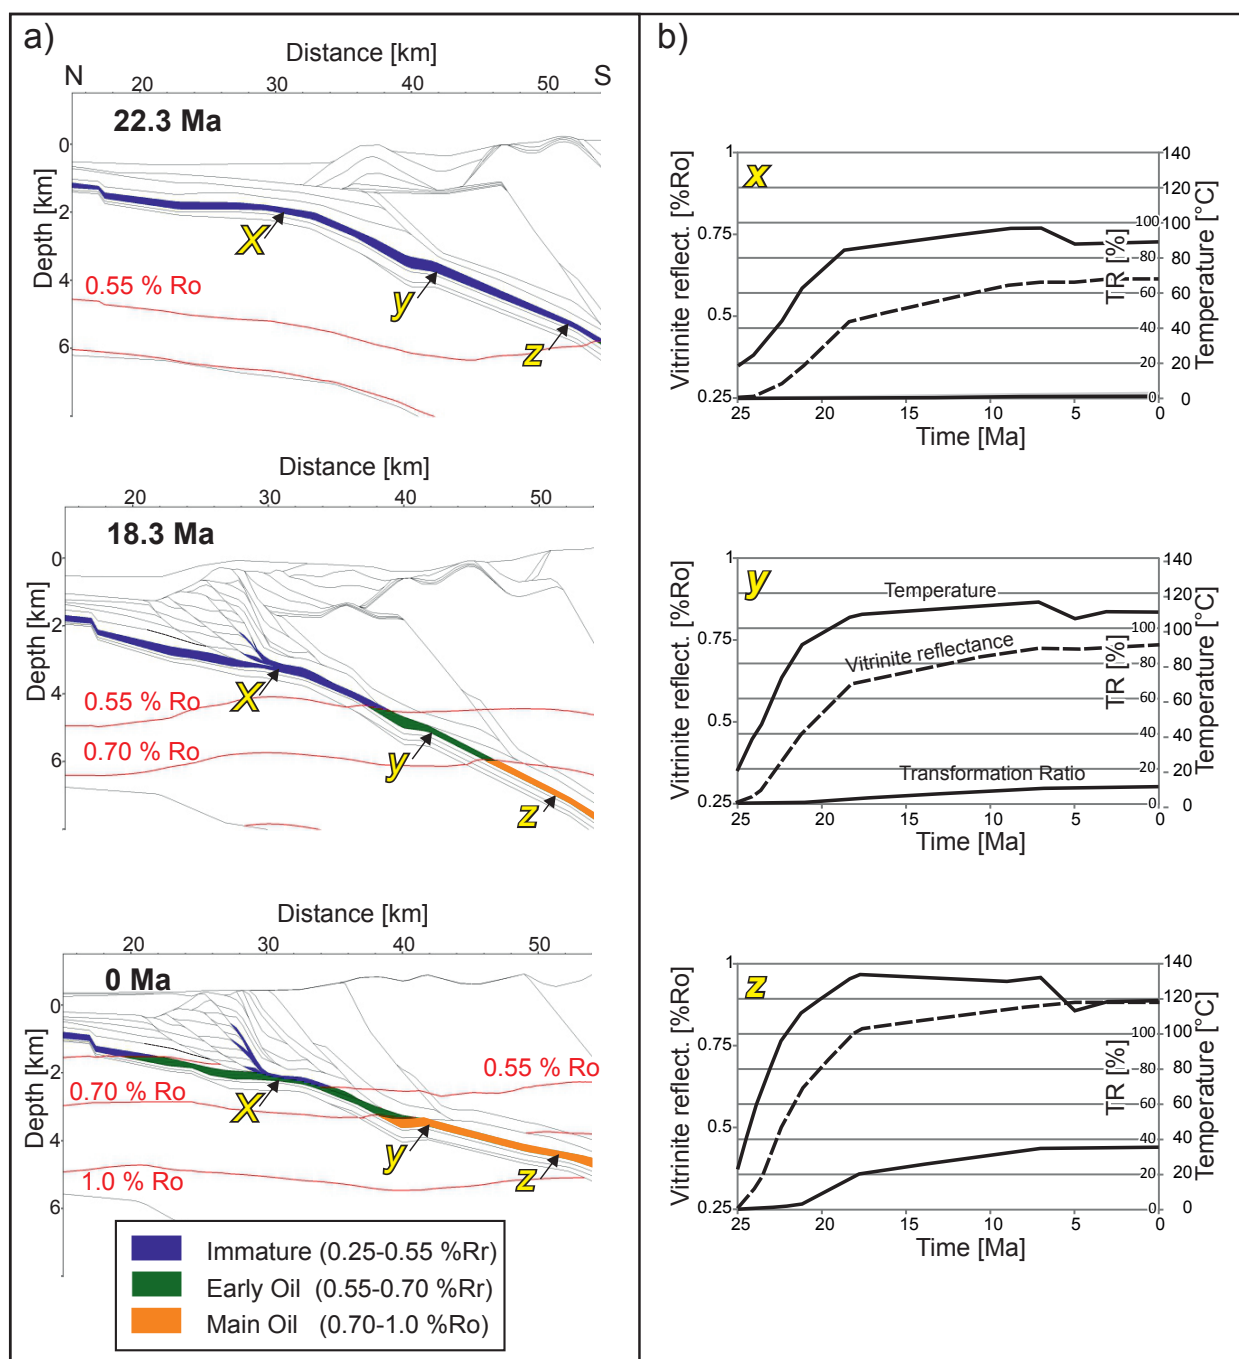 a)
Distance [km]
N
20
30
40
50
S
22.3 Ma
0
2
4
6
Depth [km]
X
y
z
0.55 % Ro
Distance [km]
20
30
40
50
18.3 Ma
0
2
4
6
Depth [km]
X
y
z
0.55 % Ro
0.70 % Ro
Distance [km]
20
30
40
50
0 Ma
0
2
4
6
Depth [km]
0.55 % Ro
0.70 % Ro
1.0 % Ro
X
y
z
Immature (0.25-0.55 %Rr)
Early Oil (0.55-0.70 %Rr)
Main Oil (0.70-1.0 %Ro)
b)
x
Vitrinite reflect. [%Ro]
1
0.75
0.5
0.25
TR [%]
100
80
60
40
20
0
Temperature [°C]
140
120
100
80
60
40
20
0
25
20
15
10
5
0
Time [Ma]
y
Vitrinite reflect. [%Ro]
1
0.75
0.5
0.25
Temperature
Vitrinite reflectance
Transformation Ratio
TR [%]
100
80
60
40
20
0
Temperature [°C]
140
120
100
80
60
40
20
0
25
20
15
10
5
0
Time [Ma]
z
Vitrinite reflect. [%Ro]
1
0.75
0.5
0.25
TR [%]
100
80
60
40
20
0
Temperature [°C]
140
120
100
80
60
40
20
0
25
20
15
10
5
0
Time [Ma]